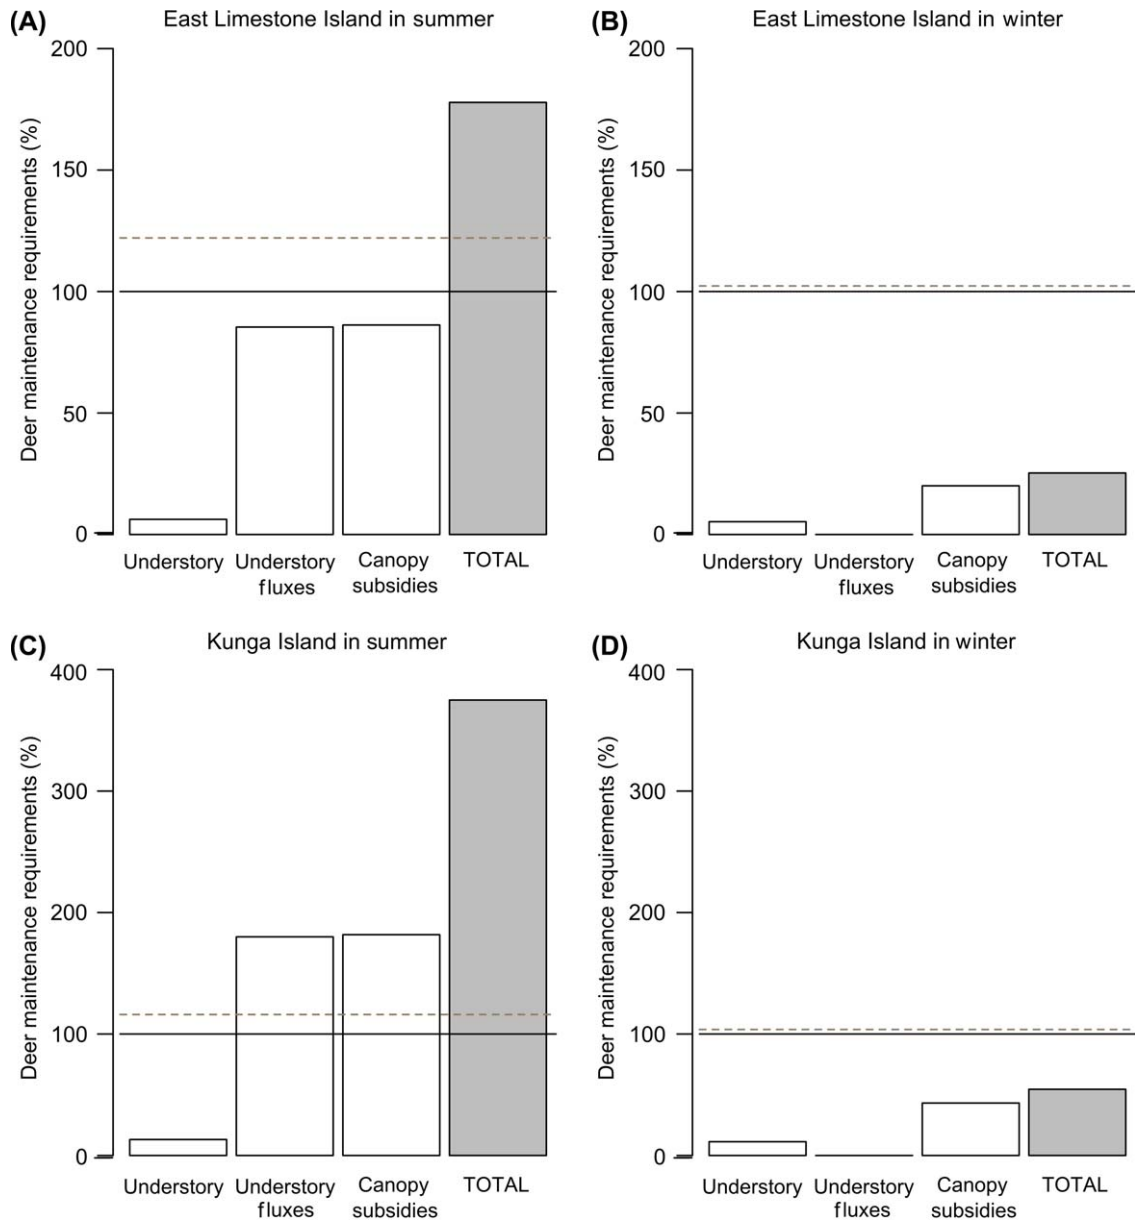 (A) East Limestone Island in summer
Deer maintenance requirements (%)
200
150
100
50
0
Understory
Understory fluxes
Canopy subsidies
TOTAL
(B) East Limestone Island in winter
Deer maintenance requirements (%)
200
150
100
50
0
Understory
Understory fluxes
Canopy subsidies
TOTAL
(C) Kunga Island in summer
Deer maintenance requirements (%)
400
300
200
100
0
Understory
Understory fluxes
Canopy subsidies
TOTAL
(D) Kunga Island in winter
Deer maintenance requirements (%)
400
300
200
100
0
Understory
Understory fluxes
Canopy subsidies
TOTAL